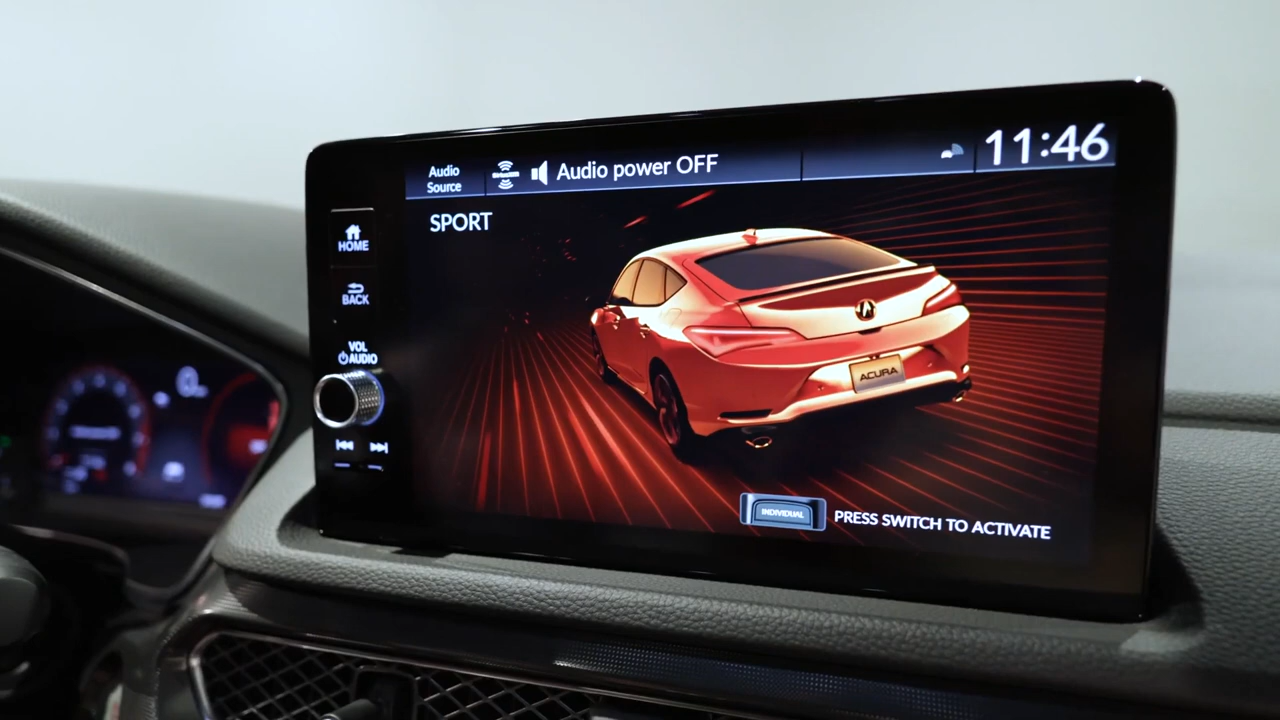 Audio
Source
Audio power OFF
11:46
SPORT
HOME
BACK
VOL
AUDIO
ACURA
INDIVIDUAL
PRESS SWITCH TO ACTIVATE